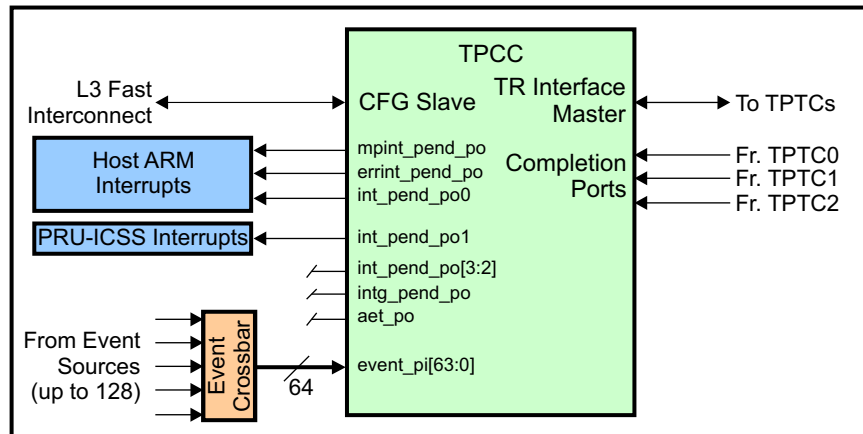 TPCC
L3 Fast
Interconnect
CFG Slave
TR Interface
Master
To TPTCs
Host ARM
Interrupts
mpint_pend_po
errint_pend_po
int_pend_po0
Completion
Ports
Fr. TPTC0
Fr. TPTC1
Fr. TPTC2
PRU-ICSS Interrupts
int_pend_po1
int_pend_po[3:2]
intg_pend_po
aet_po
From Event
Sources
(up to 128)
Event
Crossbar
64
event_pi[63:0]